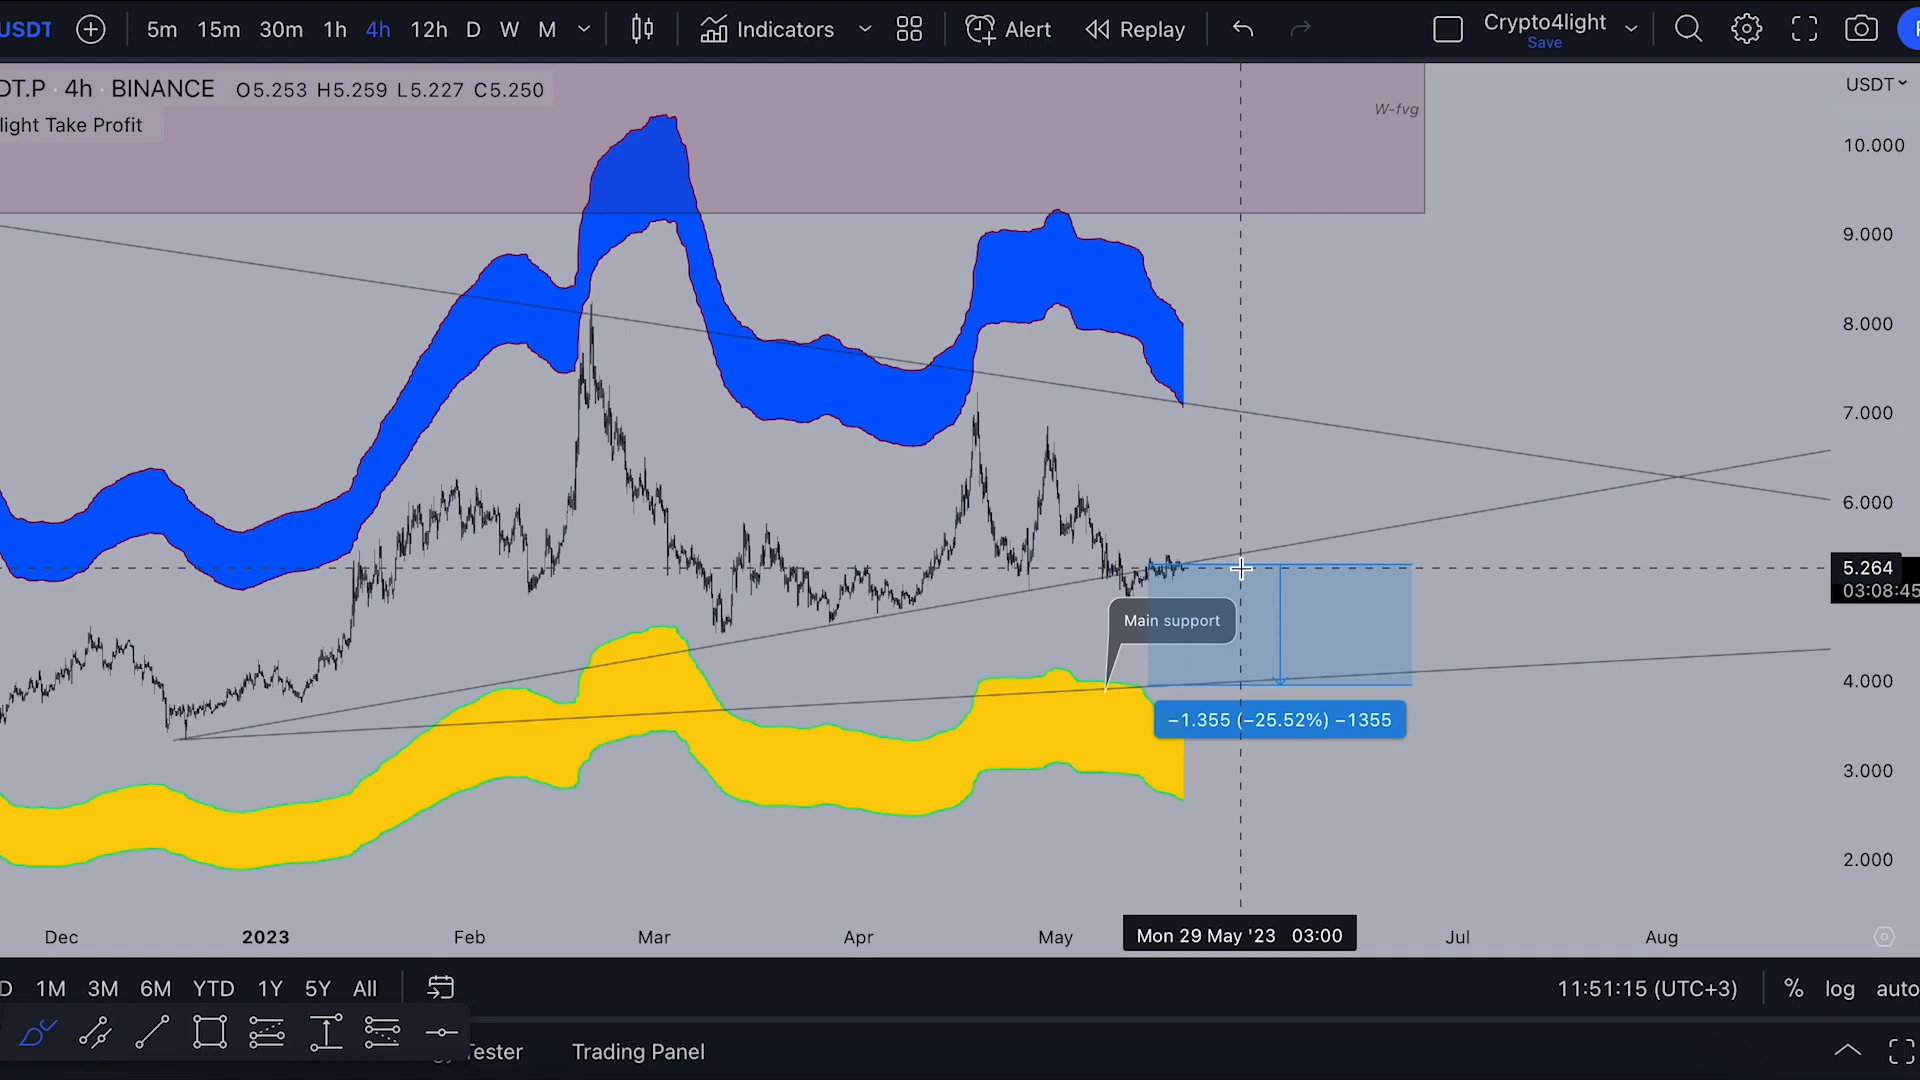 USDT 5m 15m 30m 1h 4h 12h D W M Indicators Alert Replay Crypto4light
Save
DT.P · 4h · BINANCE O5.253 H5.259 L5.227 C5.250
light Take Profit
W-fvg
USDT
10.000
9.000
8.000
7.000
6.000
5.264
03:08:45
4.000
3.000
2.000
Main support
−1.355 (−25.52%) −1355
Dec 2023 Feb Mar Apr May Mon 29 May '23 03:00 Jul Aug
D 1M 3M 6M YTD 1Y 5Y All 11:51:15 (UTC+3) % log auto
Tester Trading Panel